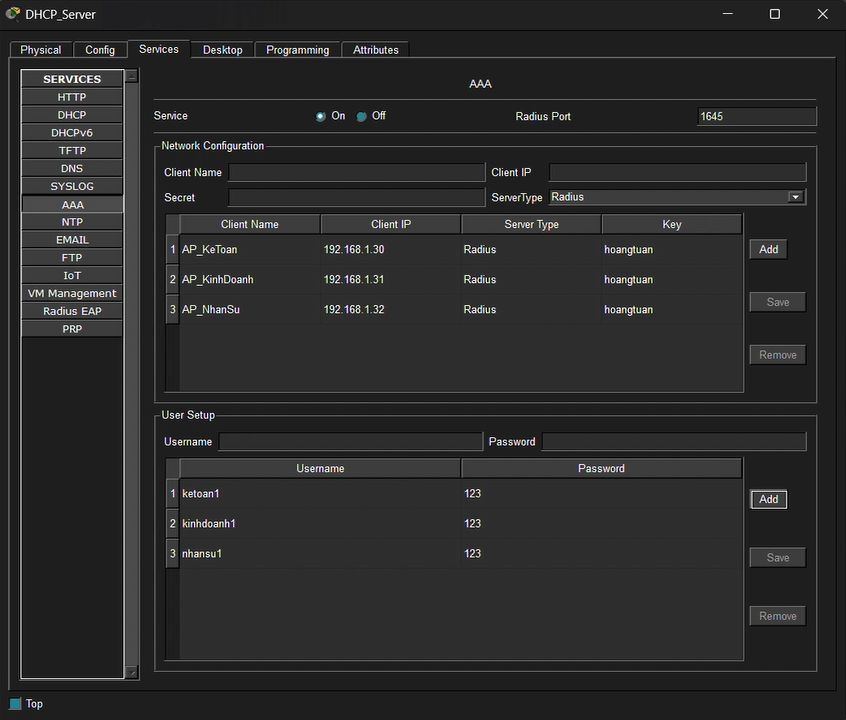 DHCP_Server
Physical Config Services Desktop Programming Attributes
SERVICES
HTTP
DHCP
DHCPv6
TFTP
DNS
SYSLOG
AAA
NTP
EMAIL
FTP
IoT
VM Management
Radius EAP
PRP
AAA
Service On Off Radius Port 1645
Network Configuration
Client Name Client IP
Secret ServerType Radius
Client Name Client IP Server Type Key
1 AP_KeToan 192.168.1.30 Radius hoangtuan
2 AP_KinhDoanh 192.168.1.31 Radius hoangtuan
3 AP_NhanSu 192.168.1.32 Radius hoangtuan
Add
Save
Remove
User Setup
Username Password
Username Password
1 ketoan1 123
2 kinhdoanh1 123
3 nhansu1 123
Add
Save
Remove
Top